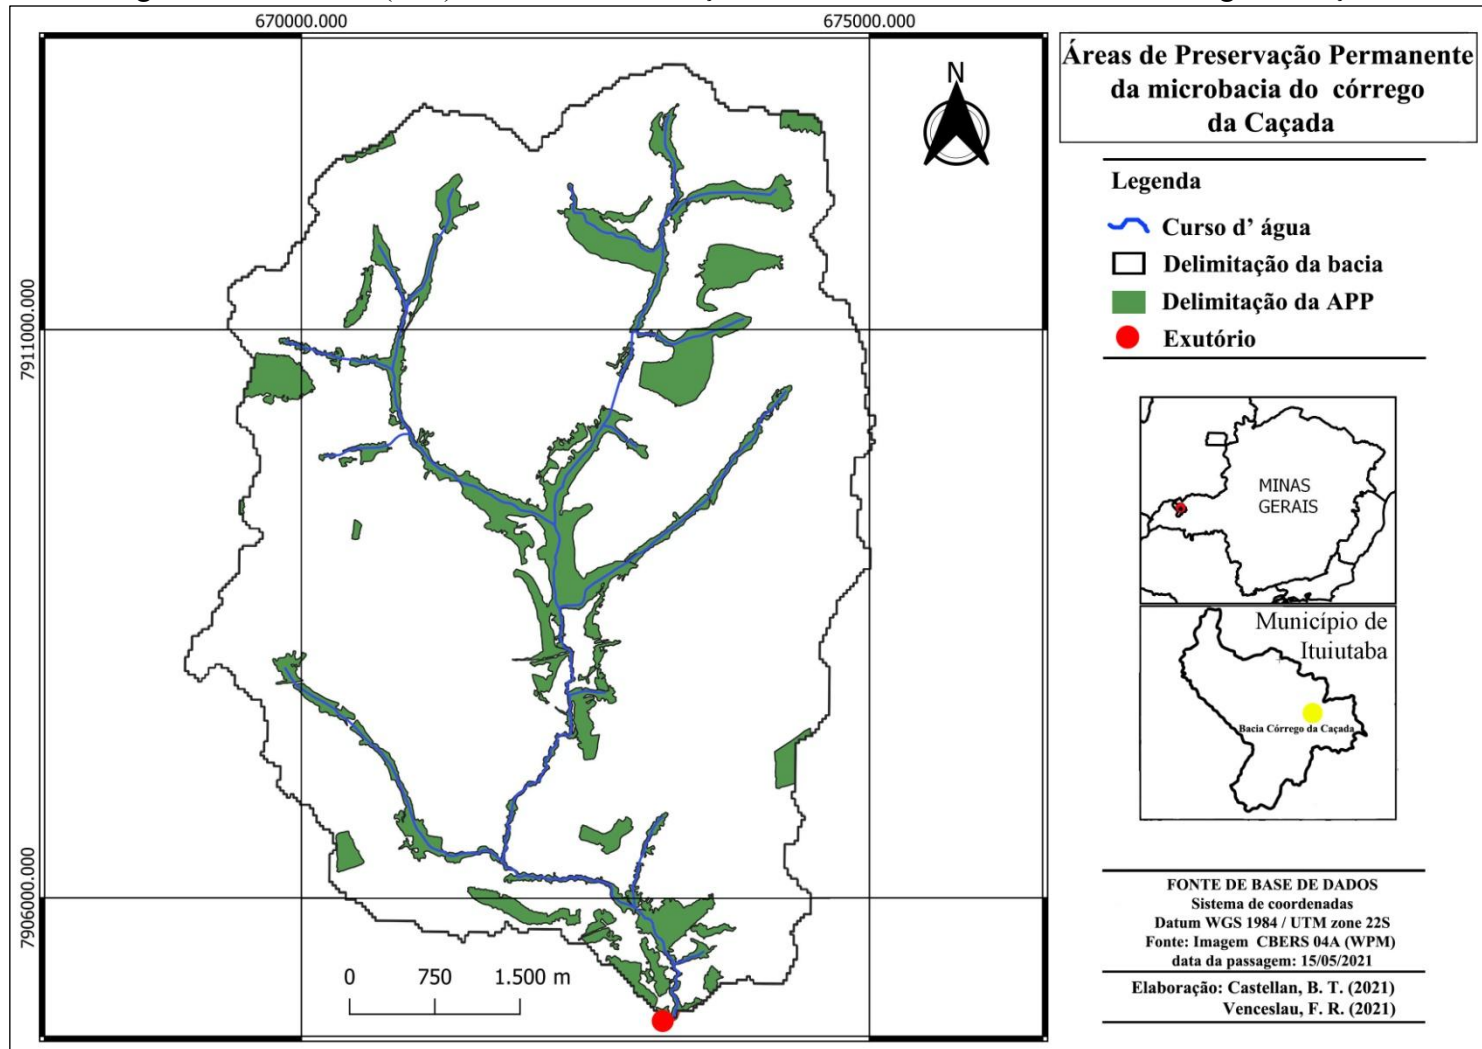 670000.000
675000.000
7911000.000
7906000.000
N
0 750 1.500 m
Áreas de Preservação Permanente
da microbacia do córrego
da Caçada
Legenda
Curso d' água
Delimitação da bacia
Delimitação da APP
Exutório
MINAS
GERAIS
Município de
Ituiutaba
Bacia Córrego da Caçada
FONTE DE BASE DE DADOS
Sistema de coordenadas
Datum WGS 1984 / UTM zone 22S
Fonte: Imagem CBERS 04A (WPM)
data da passagem: 15/05/2021
Elaboração: Castellan, B. T. (2021)
Venceslau, F. R. (2021)